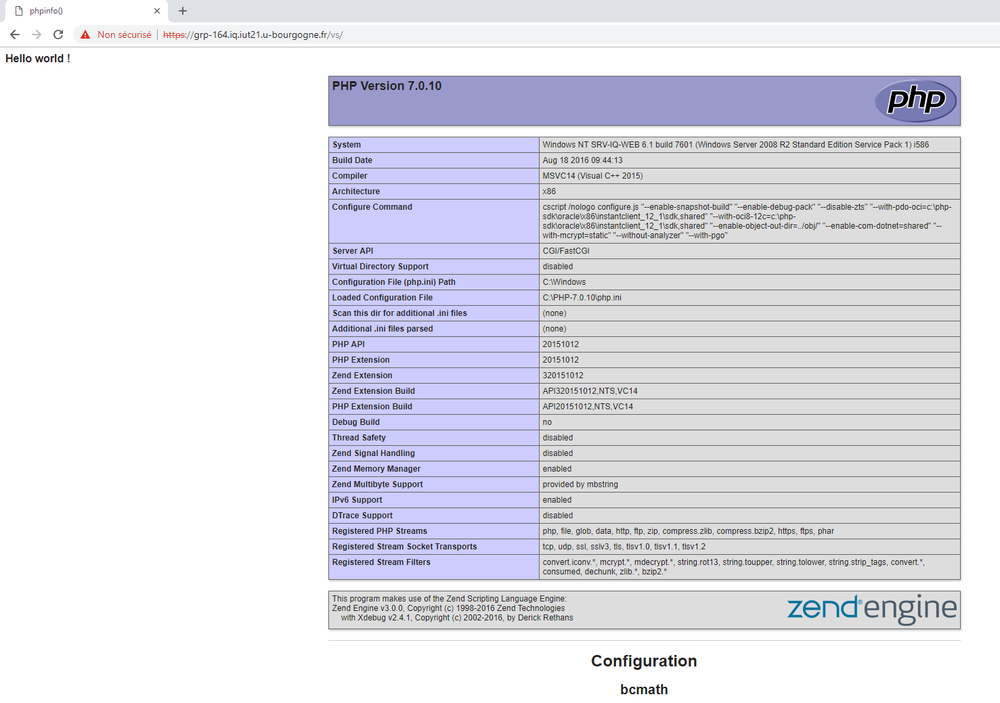 phpinfo()
Non sécurisé https://grp-164.iq.iut21.u-bourgogne.fr/vs/
Hello world !
PHP Version 7.0.10
php
System Windows NT SRV-IQ-WEB 6.1 build 7601 (Windows Server 2008 R2 Standard Edition Service Pack 1) i586
Build Date Aug 18 2016 09:44:13
Compiler MSVC14 (Visual C++ 2015)
Architecture x86
Configure Command cscript /nologo configure.js "--enable-snapshot-build" "--enable-debug-pack" "--disable-zts" "--with-pdo-oci=c:\php-
sdk\oracle\x86\instantclient_12_1\sdk,shared" "--with-oci8-12c=c:\php-
sdk\oracle\x86\instantclient_12_1\sdk,shared" "--enable-object-out-dir=../obj/" "--enable-com-dotnet=shared" "--
with-mcrypt=static" "--without-analyzer" "--with-pgo"
Server API CGI/FastCGI
Virtual Directory Support disabled
Configuration File (php.ini) Path C:\Windows
Loaded Configuration File C:\PHP-7.0.10\php.ini
Scan this dir for additional .ini files (none)
Additional .ini files parsed (none)
PHP API 20151012
PHP Extension 20151012
Zend Extension 320151012
Zend Extension Build API320151012,NTS,VC14
PHP Extension Build API20151012,NTS,VC14
Debug Build no
Thread Safety disabled
Zend Signal Handling disabled
Zend Memory Manager enabled
Zend Multibyte Support provided by mbstring
IPv6 Support enabled
DTrace Support disabled
Registered PHP Streams php, file, glob, data, http, ftp, zip, compress.zlib, compress.bzip2, https, ftps, phar
Registered Stream Socket Transports tcp, udp, ssl, sslv3, tls, tlsv1.0, tlsv1.1, tlsv1.2
Registered Stream Filters convert.iconv.*, mcrypt.*, mdecrypt.*, string.rot13, string.toupper, string.tolower, string.strip_tags, convert.*,
consumed, dechunk, zlib.*, bzip2.*
This program makes use of the Zend Scripting Language Engine:
Zend Engine v3.0.0, Copyright (c) 1998-2016 Zend Technologies
with Xdebug v2.4.1, Copyright (c) 2002-2016, by Derick Rethans
zend® engine
Configuration
bcmath